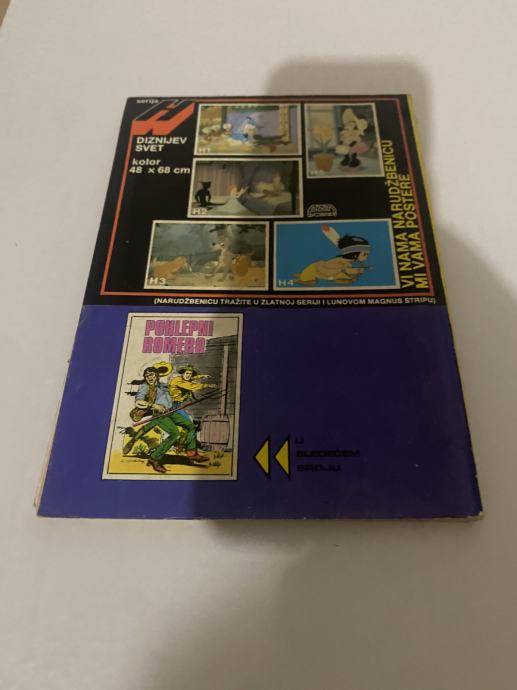 serija
H
DIZNIJEV
SVET
kolor
48 × 68 cm
H1
H5
H2
H3
H4
VI NAMA NARUDŽBENICU
MI VAMA POSTERE
(NARUDŽBENICU TRAŽITE U ZLATNOJ SERIJI I LUNOVOM MAGNUS STRIPU)
POHLEPNI
ROMERO
U
SLEDEĆEM
BROJU